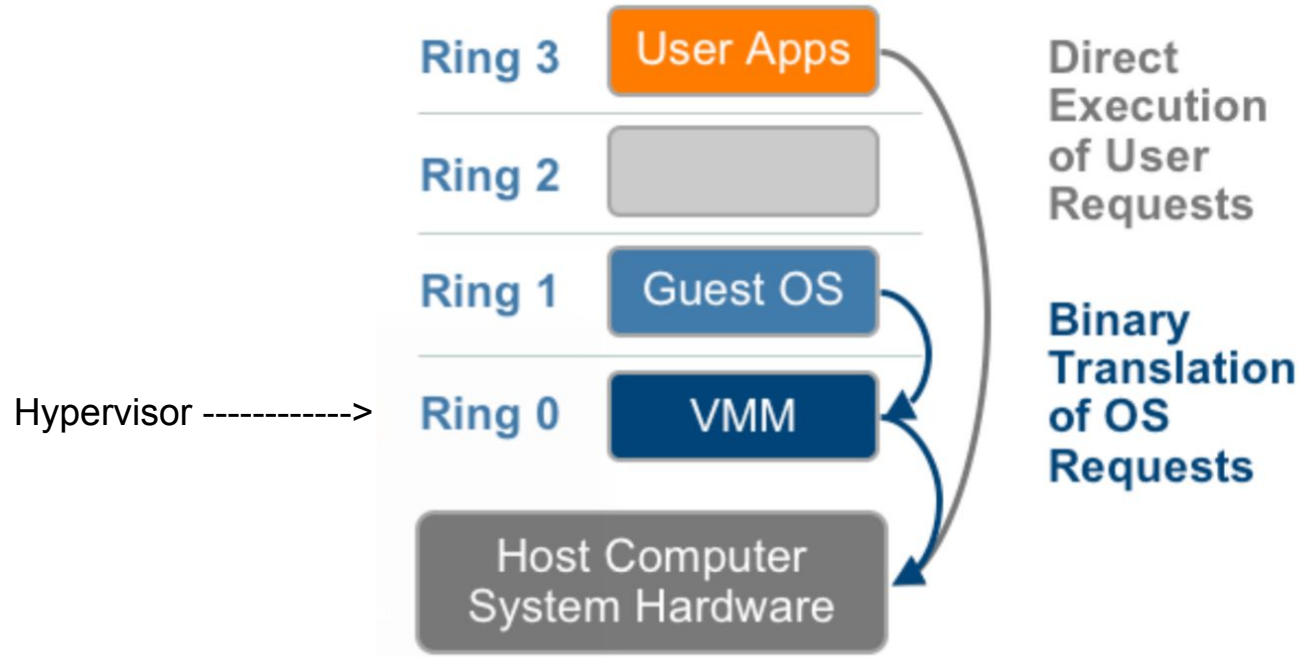 Ring 3
User Apps
Direct
Execution
of User
Requests
Ring 2
Ring 1
Guest OS
Binary
Translation
of OS
Requests
Hypervisor ------------>
Ring 0
VMM
Host Computer
System Hardware